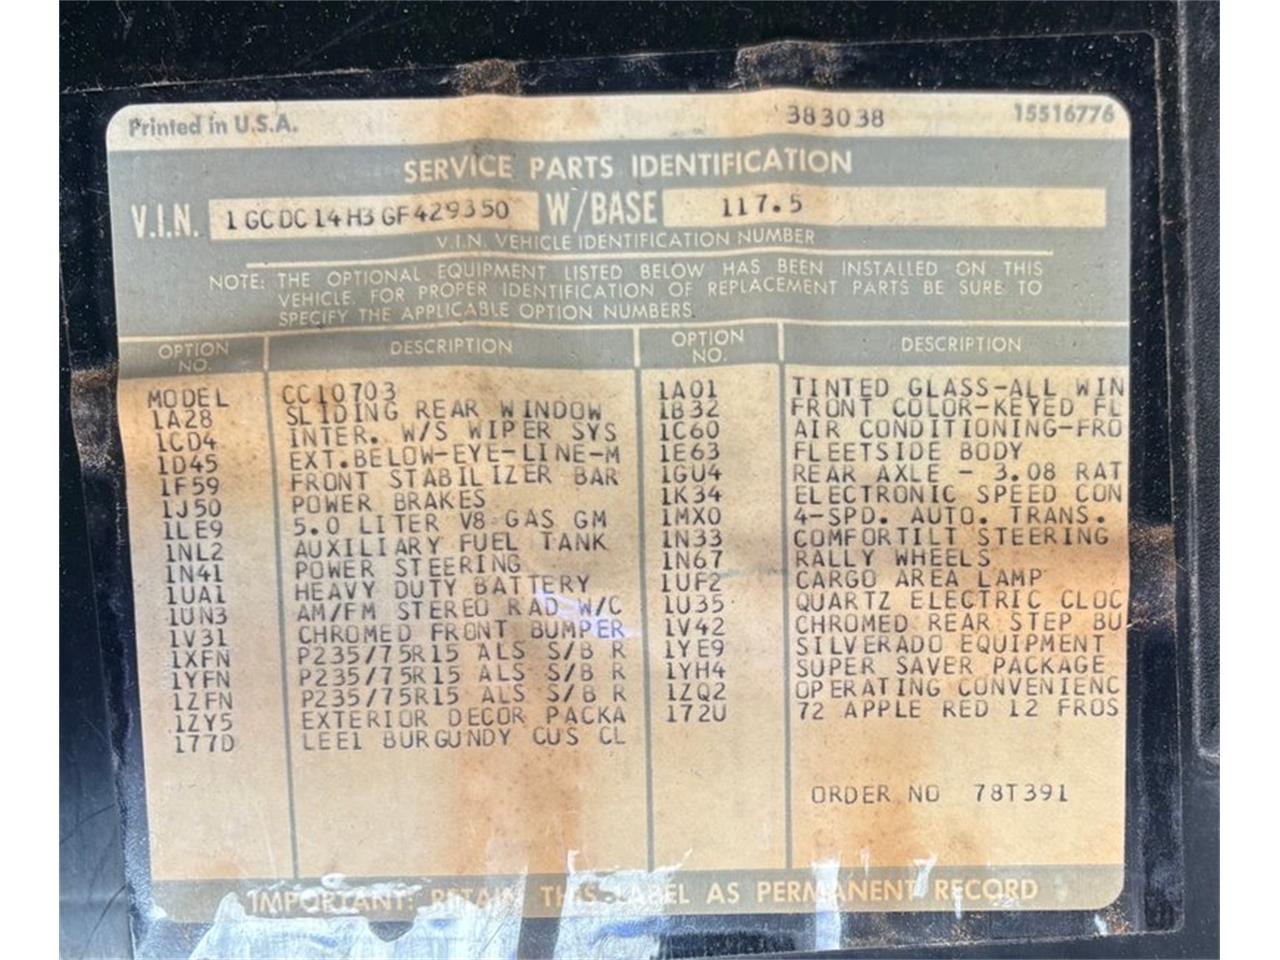 Printed in U.S.A. 383038 15516776
SERVICE PARTS IDENTIFICATION
V.I.N. 1GCDC14H3GF429350 W/BASE 117.5
V.I.N. VEHICLE IDENTIFICATION NUMBER
NOTE: THE OPTIONAL EQUIPMENT LISTED BELOW HAS BEEN INSTALLED ON THIS
VEHICLE. FOR PROPER IDENTIFICATION OF REPLACEMENT PARTS BE SURE TO
SPECIFY THE APPLICABLE OPTION NUMBERS.
OPTION NO. DESCRIPTION OPTION NO. DESCRIPTION
MODEL CC10703 1A01 TINTED GLASS-ALL WIN
1A28 SLIDING REAR WINDOW 1B32 FRONT COLOR-KEYED FL
1CD4 INTER. W/S WIPER SYS 1C60 AIR CONDITIONING-FRO
1D45 EXT.BELOW-EYE-LINE-M 1E63 FLEETSIDE BODY
1F59 FRONT STABILIZER BAR 1GU4 REAR AXLE - 3.08 RAT
1J50 POWER BRAKES 1K34 ELECTRONIC SPEED CON
1LE9 5.0 LITER V8 GAS GM 1MX0 4-SPD. AUTO. TRANS.
1NL2 AUXILIARY FUEL TANK 1N33 COMFORTILT STEERING
1N41 POWER STEERING 1N67 RALLY WHEELS
1UA1 HEAVY DUTY BATTERY 1UF2 CARGO AREA LAMP
1UN3 AM/FM STEREO RAD W/C 1U35 QUARTZ ELECTRIC CLOC
1V31 CHROMED FRONT BUMPER 1V42 CHROMED REAR STEP BU
1XFN P235/75R15 ALS S/B R 1YE9 SILVERADO EQUIPMENT
1YFN P235/75R15 ALS S/B R 1YH4 SUPER SAVER PACKAGE
1ZFN P235/75R15 ALS S/B R 1ZQ2 OPERATING CONVENIENC
1ZY5 EXTERIOR DECOR PACKA 172U 72 APPLE RED 12 FROS
177D LEE1 BURGUNDY CUS CL
ORDER NO 78T391
IMPORTANT: RETAIN THIS LABEL AS PERMANENT RECORD